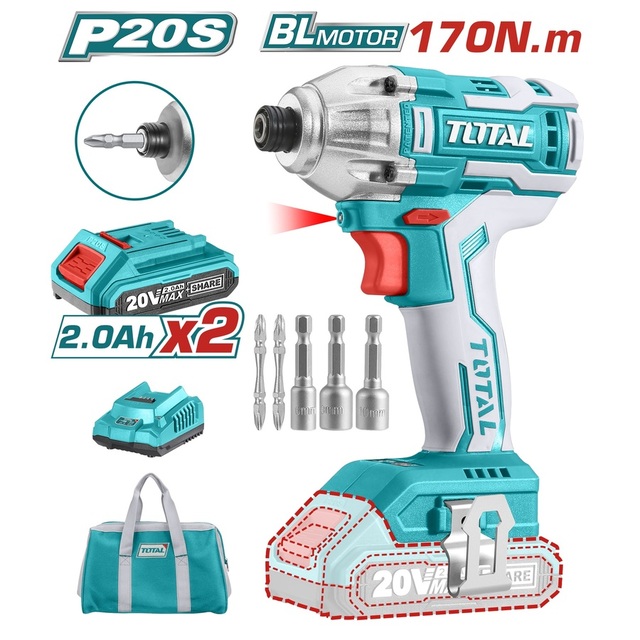 P20S
BL MOTOR 170N.m
TOTAL
2.0Ah
20V MAX SHARE
2.0Ah x2
TOTAL
TOTAL
20V SHARE